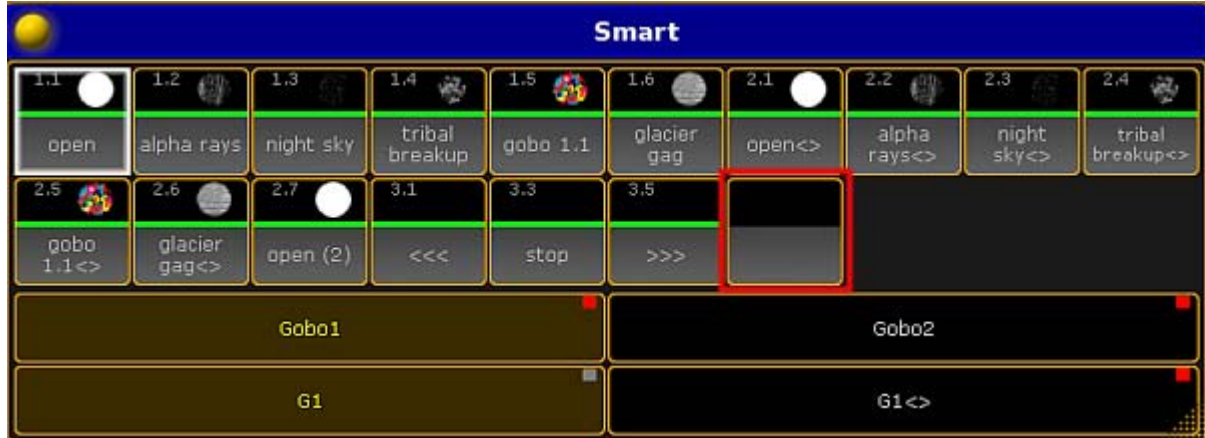 Smart
1.1 1.2 1.3 1.4 1.5 1.6 2.1 2.2 2.3 2.4
open alpha rays night sky tribal breakup gobo 1.1 glacier gag open<> alpha rays<> night sky<> tribal breakup<>
2.5 2.6 2.7 3.1 3.3 3.5
gobo 1.1<> glacier gag<> open (2) <<< stop >>>
Gobo1 Gobo2
G1 G1<>